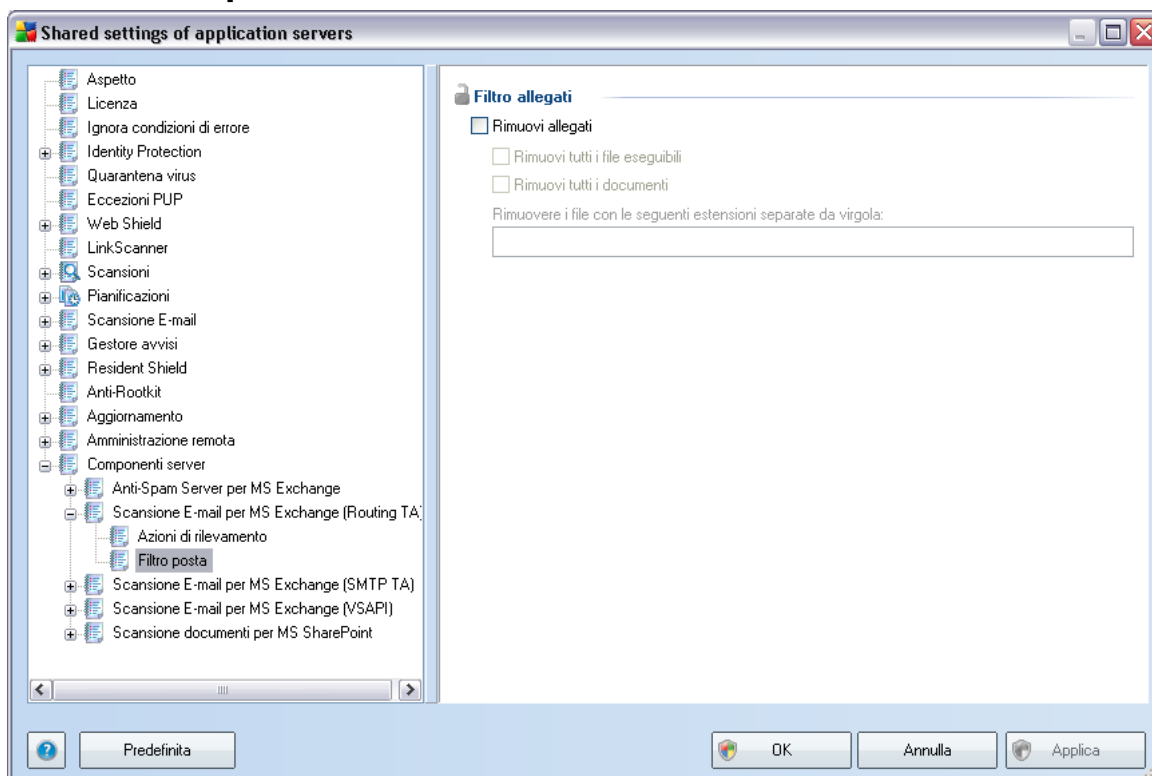 Shared settings of application servers
Aspetto
Licenza
Ignora condizioni di errore
Identity Protection
Quarantena virus
Eccezioni PUP
Web Shield
LinkScanner
Scansioni
Pianificazioni
Scansione E-mail
Gestore avvisi
Resident Shield
Anti-Rootkit
Aggiornamento
Amministrazione remota
Componenti server
Anti-Spam Server per MS Exchange
Scansione E-mail per MS Exchange (Routing TA)
Azioni di rilevamento
Filtro posta
Scansione E-mail per MS Exchange (SMTP TA)
Scansione E-mail per MS Exchange (VSAPI)
Scansione documenti per MS SharePoint
Filtro allegati
Rimuovi allegati
Rimuovi tutti i file eseguibili
Rimuovi tutti i documenti
Rimuovere i file con le seguenti estensioni separate da virgola:
Predefinita
OK
Annulla
Applica